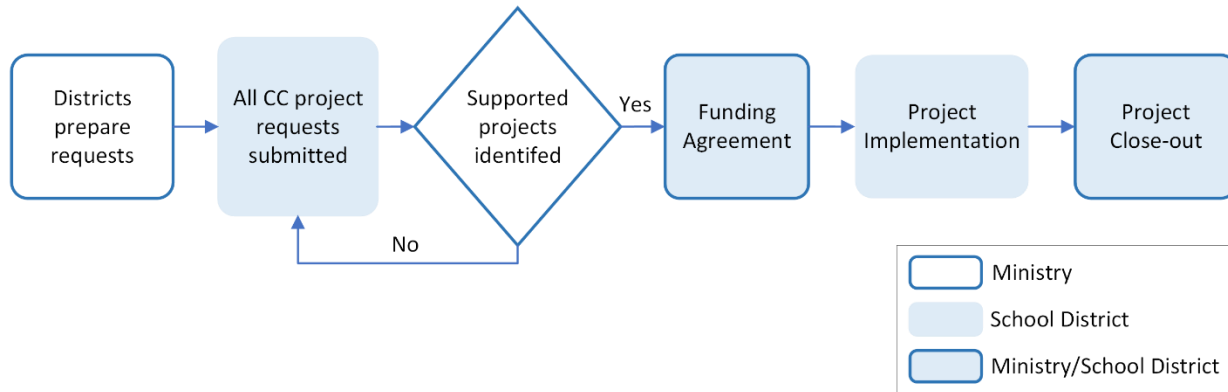 Districts
prepare
requests
All CC project
requests
submitted
Supported
projects
identifed
Yes
No
Funding
Agreement
Project
Implementation
Project
Close-out
Ministry
School District
Ministry/School District